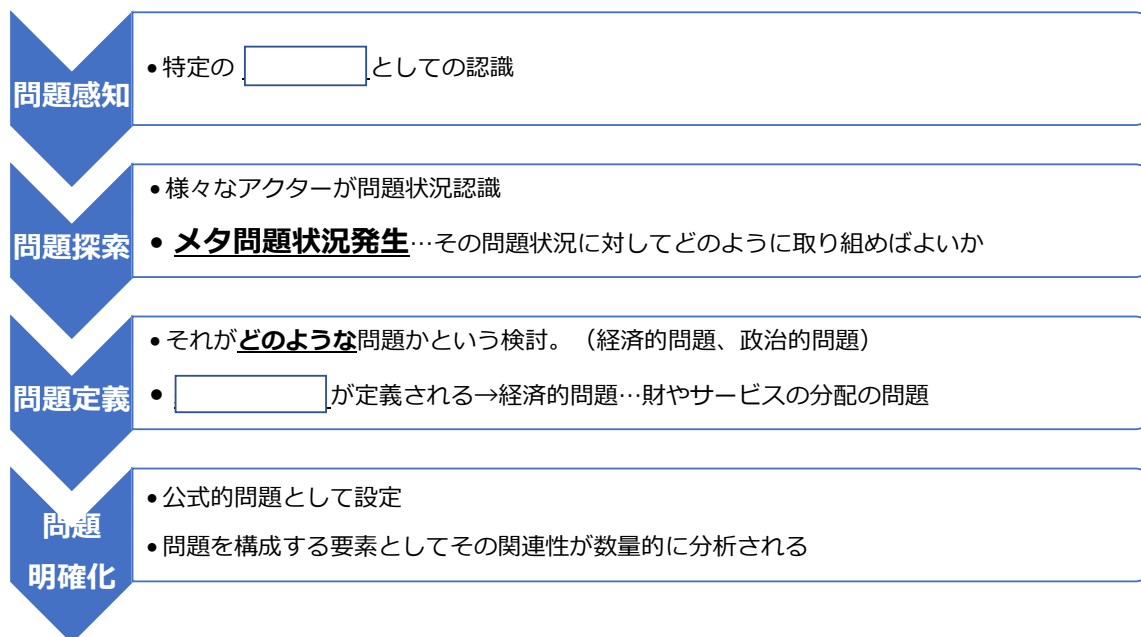 問題感知
•特定の としての認識
問題探索
•様々なアクターが問題状況認識
• メタ問題状況発生…その問題状況に対してどのように取り組めばよいか
問題定義
•それがどのような問題かという検討。（経済的問題、政治的問題）
• が定義される→経済的問題…財やサービスの分配の問題
問題
明確化
•公式的問題として設定
•問題を構成する要素としてその関連性が数量的に分析される